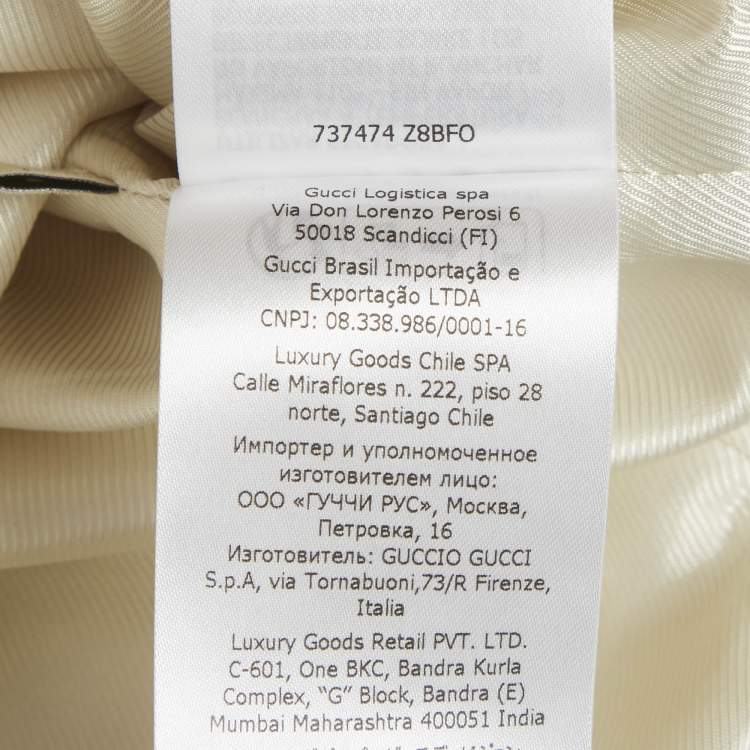 737474 Z8BFO
Gucci Logistica spa
Via Don Lorenzo Perosi 6
50018 Scandicci (FI)
Gucci Brasil Importação e
Exportação LTDA
CNPJ: 08.338.986/0001-16
Luxury Goods Chile SPA
Calle Miraflores n. 222, piso 28
norte, Santiago Chile
Импортер и уполномоченное
изготовителем лицо:
ООО «ГУЧЧИ РУС», Москва,
Петровка, 16
Изготовитель: GUCCIO GUCCI
S.p.A, via Tornabuoni,73/R Firenze,
Italia
Luxury Goods Retail PVT. LTD.
C-601, One BKC, Bandra Kurla
Complex, “G” Block, Bandra (E)
Mumbai Maharashtra 400051 India